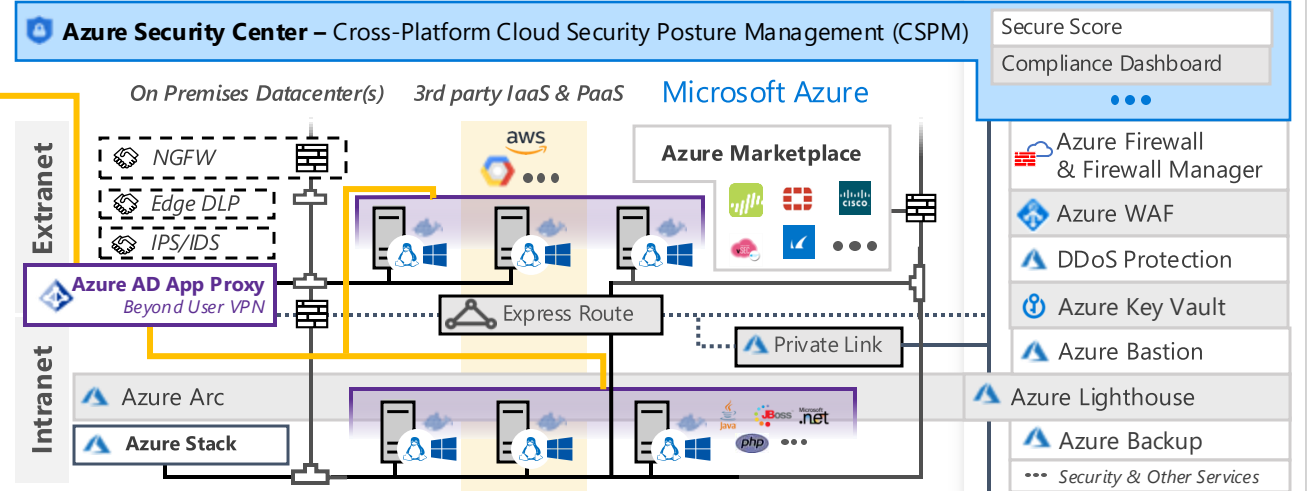 Azure Security Center – Cross-Platform Cloud Security Posture Management (CSPM)
Secure Score
Compliance Dashboard
On Premises Datacenter(s)
3rd party IaaS & PaaS
Microsoft Azure
Extranet
NGFW
Edge DLP
IPS/IDS
aws
Azure Marketplace
CISCO
Azure Firewall
& Firewall Manager
Azure WAF
DDoS Protection
Azure Key Vault
Azure Bastion
Azure AD App Proxy
Beyond User VPN
Express Route
Private Link
Intranet
Azure Arc
Azure Lighthouse
Azure Stack
Java
JBoss
Microsoft
.net
php
Azure Backup
Security & Other Services